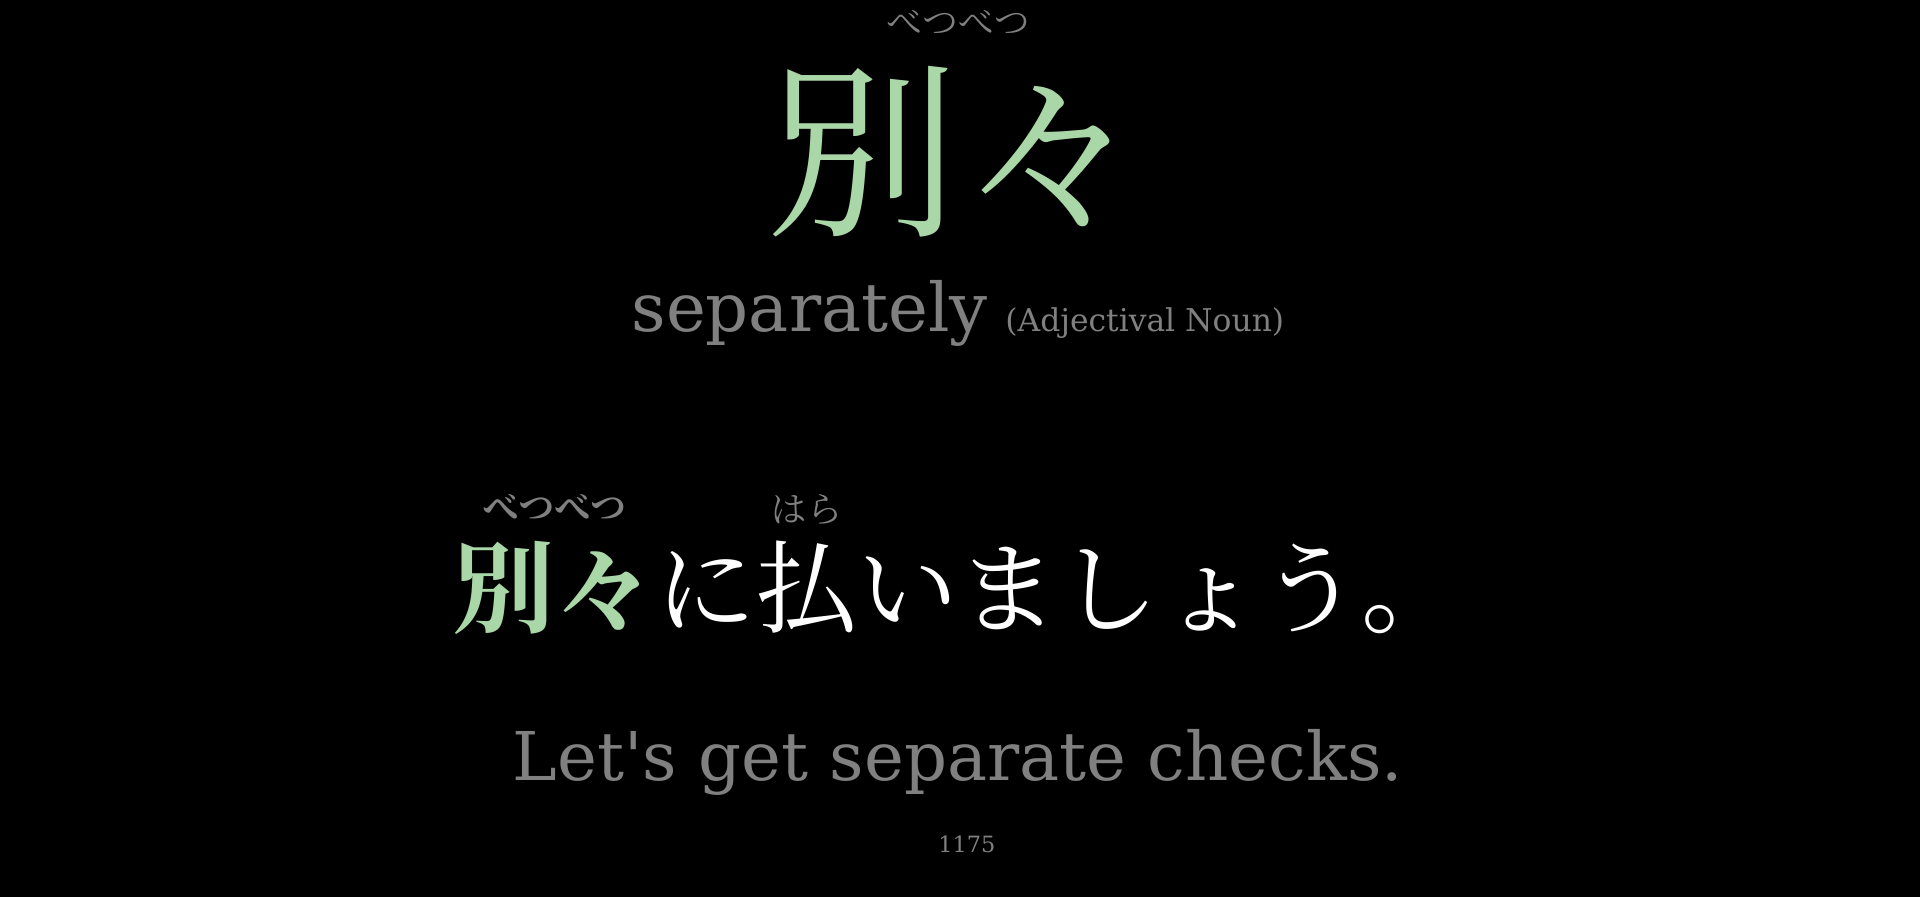 べつべつ
別々
separately (Adjectival Noun)
べつべつ はら
別々に払いましょう。
Let's get separate checks.
1175